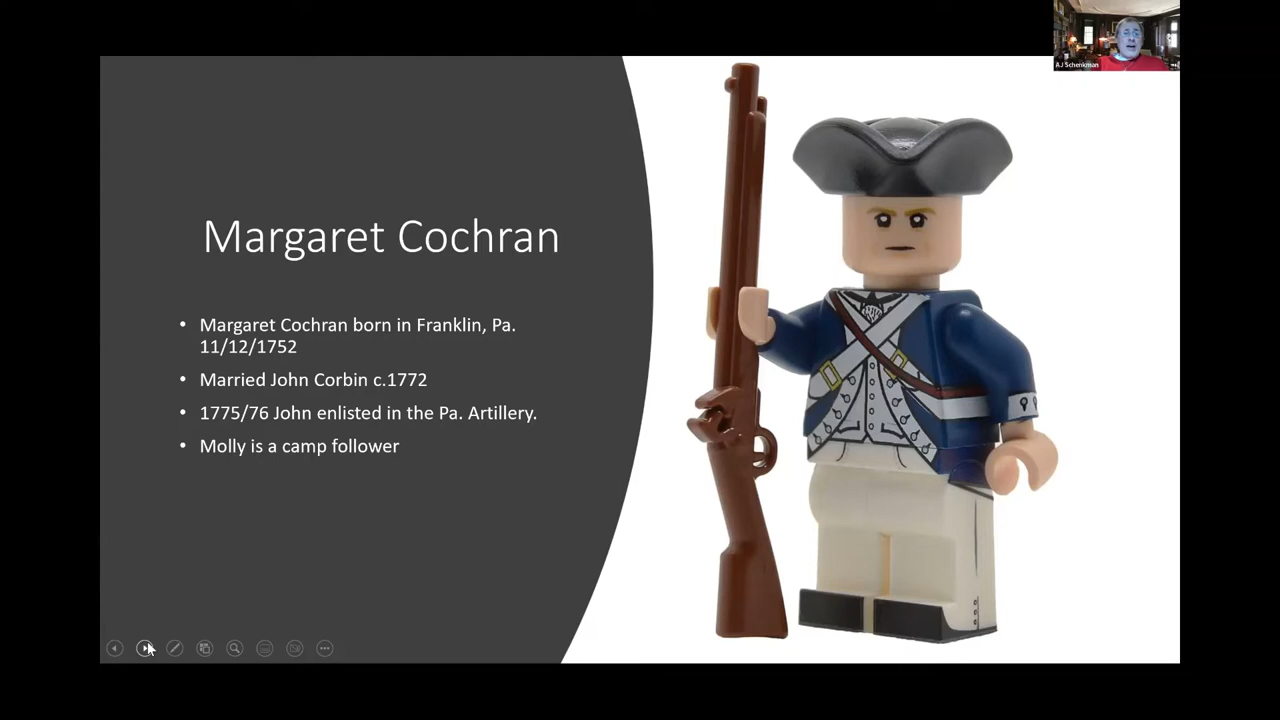 AJ Schenkman
Margaret Cochran
• Margaret Cochran born in Franklin, Pa.
11/12/1752
• Married John Corbin c.1772
• 1775/76 John enlisted in the Pa. Artillery.
• Molly is a camp follower